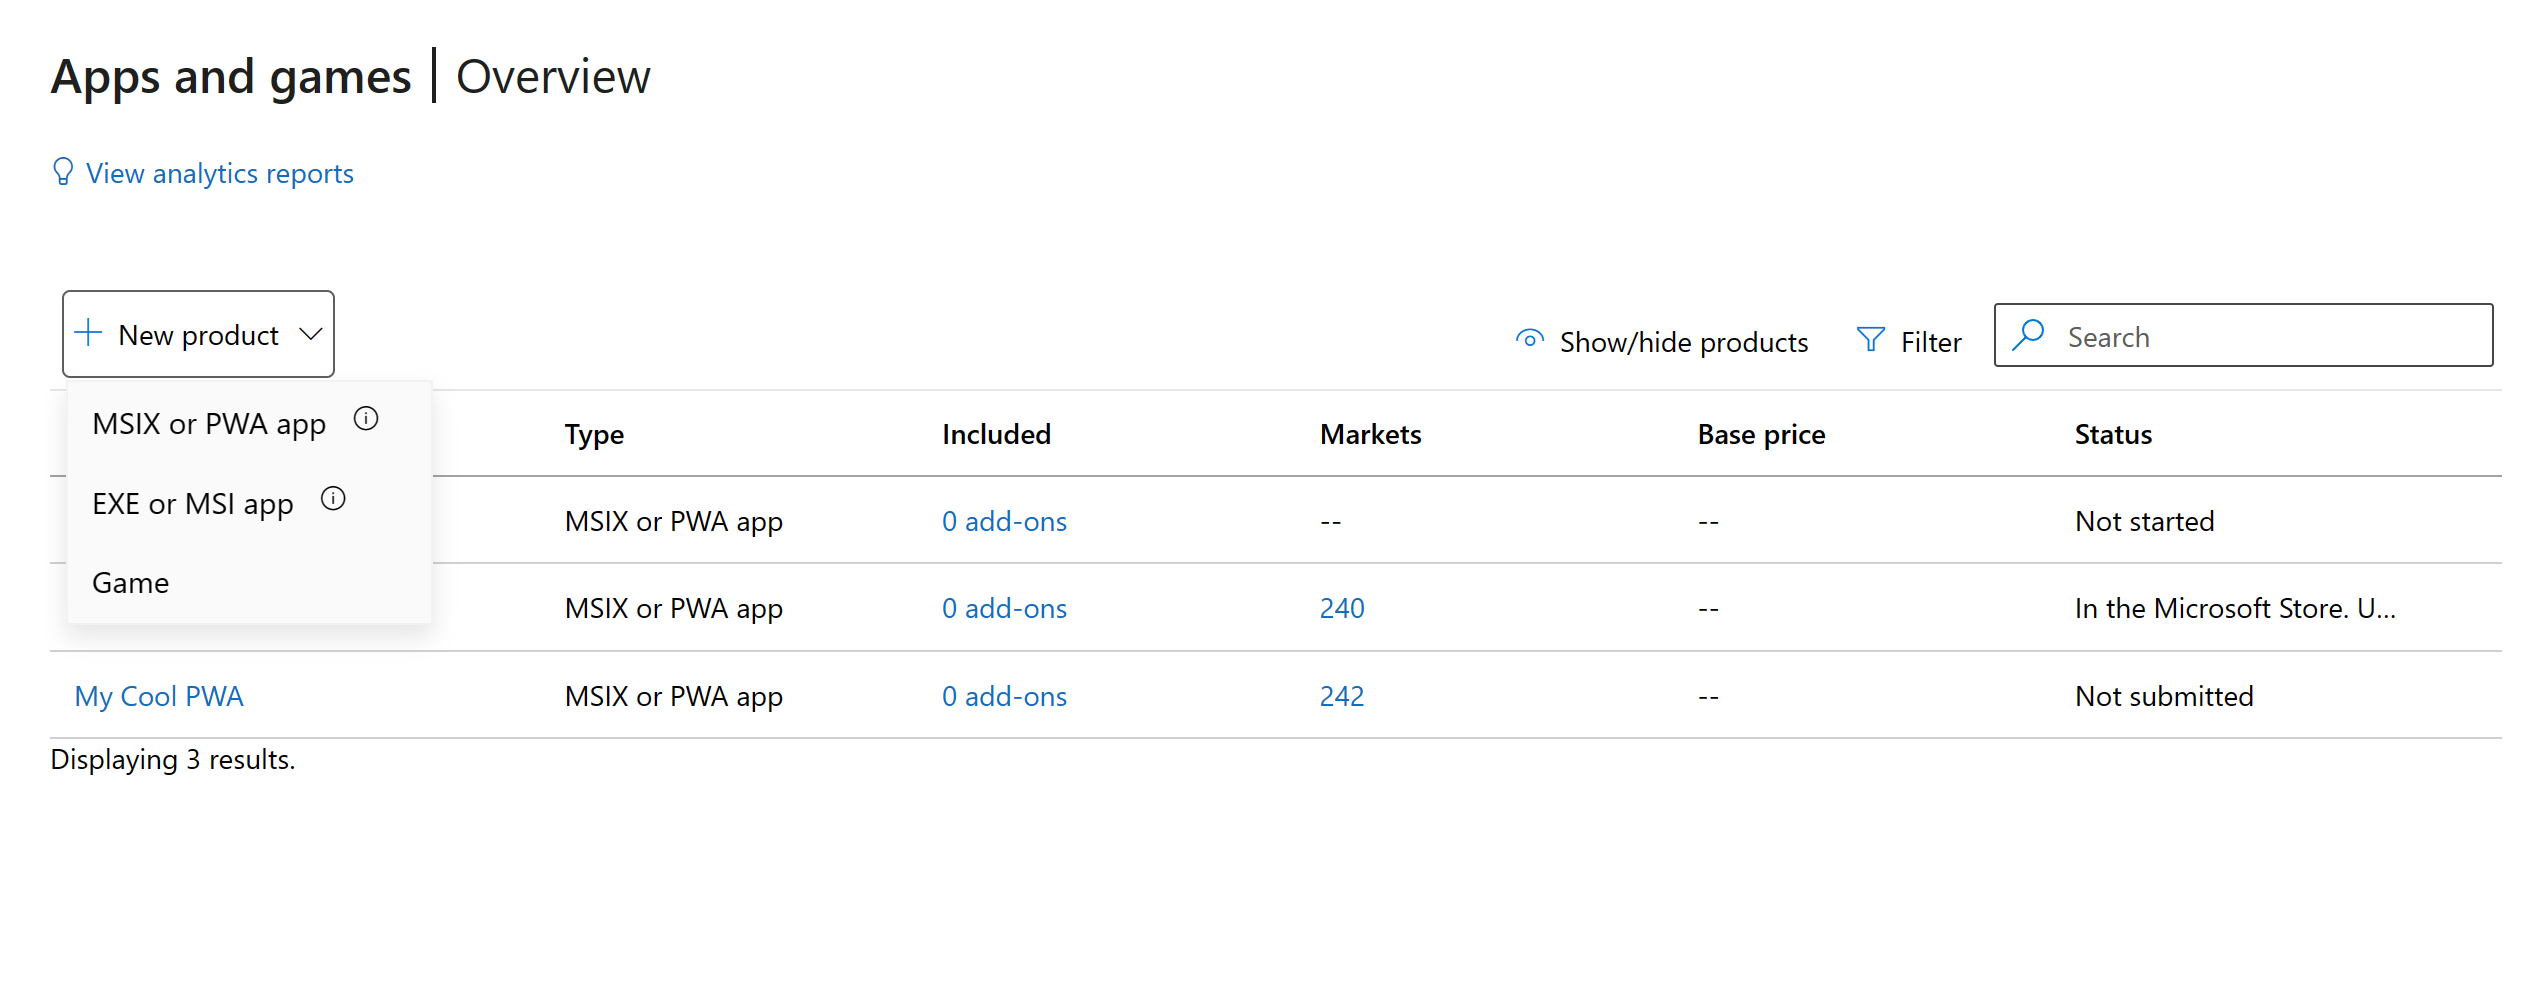 Apps and games | Overview
View analytics reports
New product
Show/hide products Filter Search
MSIX or PWA app
EXE or MSI app
Game
Type Included Markets Base price Status
MSIX or PWA app 0 add-ons -- -- Not started
MSIX or PWA app 0 add-ons 240 -- In the Microsoft Store. U...
My Cool PWA MSIX or PWA app 0 add-ons 242 -- Not submitted
Displaying 3 results.